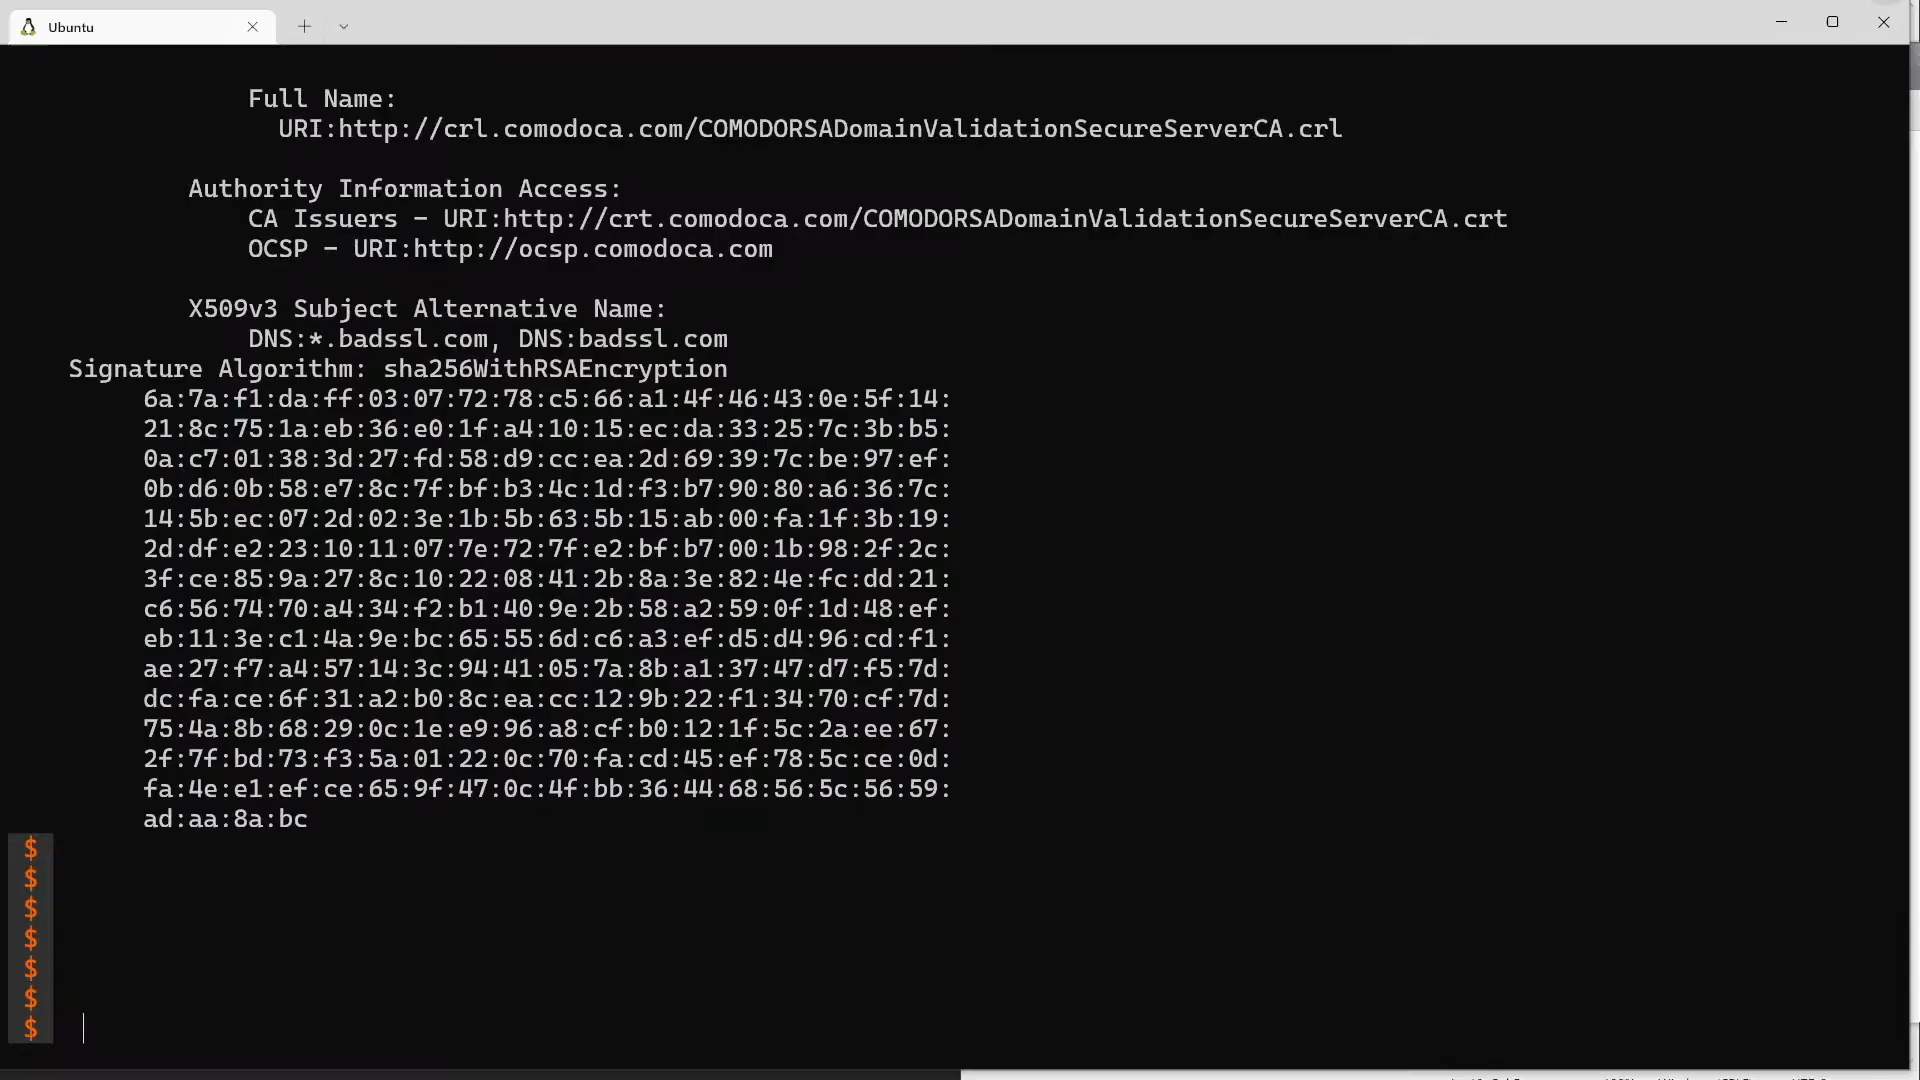 Ubuntu
Full Name:
URI:http://crl.comodoca.com/COMODORSADomainValidationSecureServerCA.crl
Authority Information Access:
CA Issuers - URI:http://crt.comodoca.com/COMODORSADomainValidationSecureServerCA.crt
OCSP - URI:http://ocsp.comodoca.com
X509v3 Subject Alternative Name:
DNS:*.badssl.com, DNS:badssl.com
Signature Algorithm: sha256WithRSAEncryption
6a:7a:f1:da:ff:03:07:72:78:c5:66:a1:4f:46:43:0e:5f:14:
21:8c:75:1a:eb:36:e0:1f:a4:10:15:ec:da:33:25:7c:3b:b5:
0a:c7:01:38:3d:27:fd:58:d9:cc:ea:2d:69:39:7c:be:97:ef:
0b:d6:0b:58:e7:8c:7f:bf:b3:4c:1d:f3:b7:90:80:a6:36:7c:
14:5b:ec:07:2d:02:3e:1b:5b:63:5b:15:ab:00:fa:1f:3b:19:
2d:df:e2:23:10:11:07:7e:72:7f:e2:bf:b7:00:1b:98:2f:2c:
3f:ce:85:9a:27:8c:10:22:08:41:2b:8a:3e:82:4e:fc:dd:21:
c6:56:74:70:a4:34:f2:b1:40:9e:2b:58:a2:59:0f:1d:48:ef:
eb:11:3e:c1:4a:9e:bc:65:55:6d:c6:a3:ef:d5:d4:96:cd:f1:
ae:27:f7:a4:57:14:3c:94:41:05:7a:8b:a1:37:47:d7:f5:7d:
dc:fa:ce:6f:31:a2:b0:8c:ea:cc:12:9b:22:f1:34:70:cf:7d:
75:4a:8b:68:29:0c:1e:e9:96:a8:cf:b0:12:1f:5c:2a:ee:67:
2f:7f:bd:73:f3:5a:01:22:0c:70:fa:cd:45:ef:78:5c:ce:0d:
fa:4e:e1:ef:ce:65:9f:47:0c:4f:bb:36:44:68:56:5c:56:59:
ad:aa:8a:bc
$
$
$
$
$
$
$